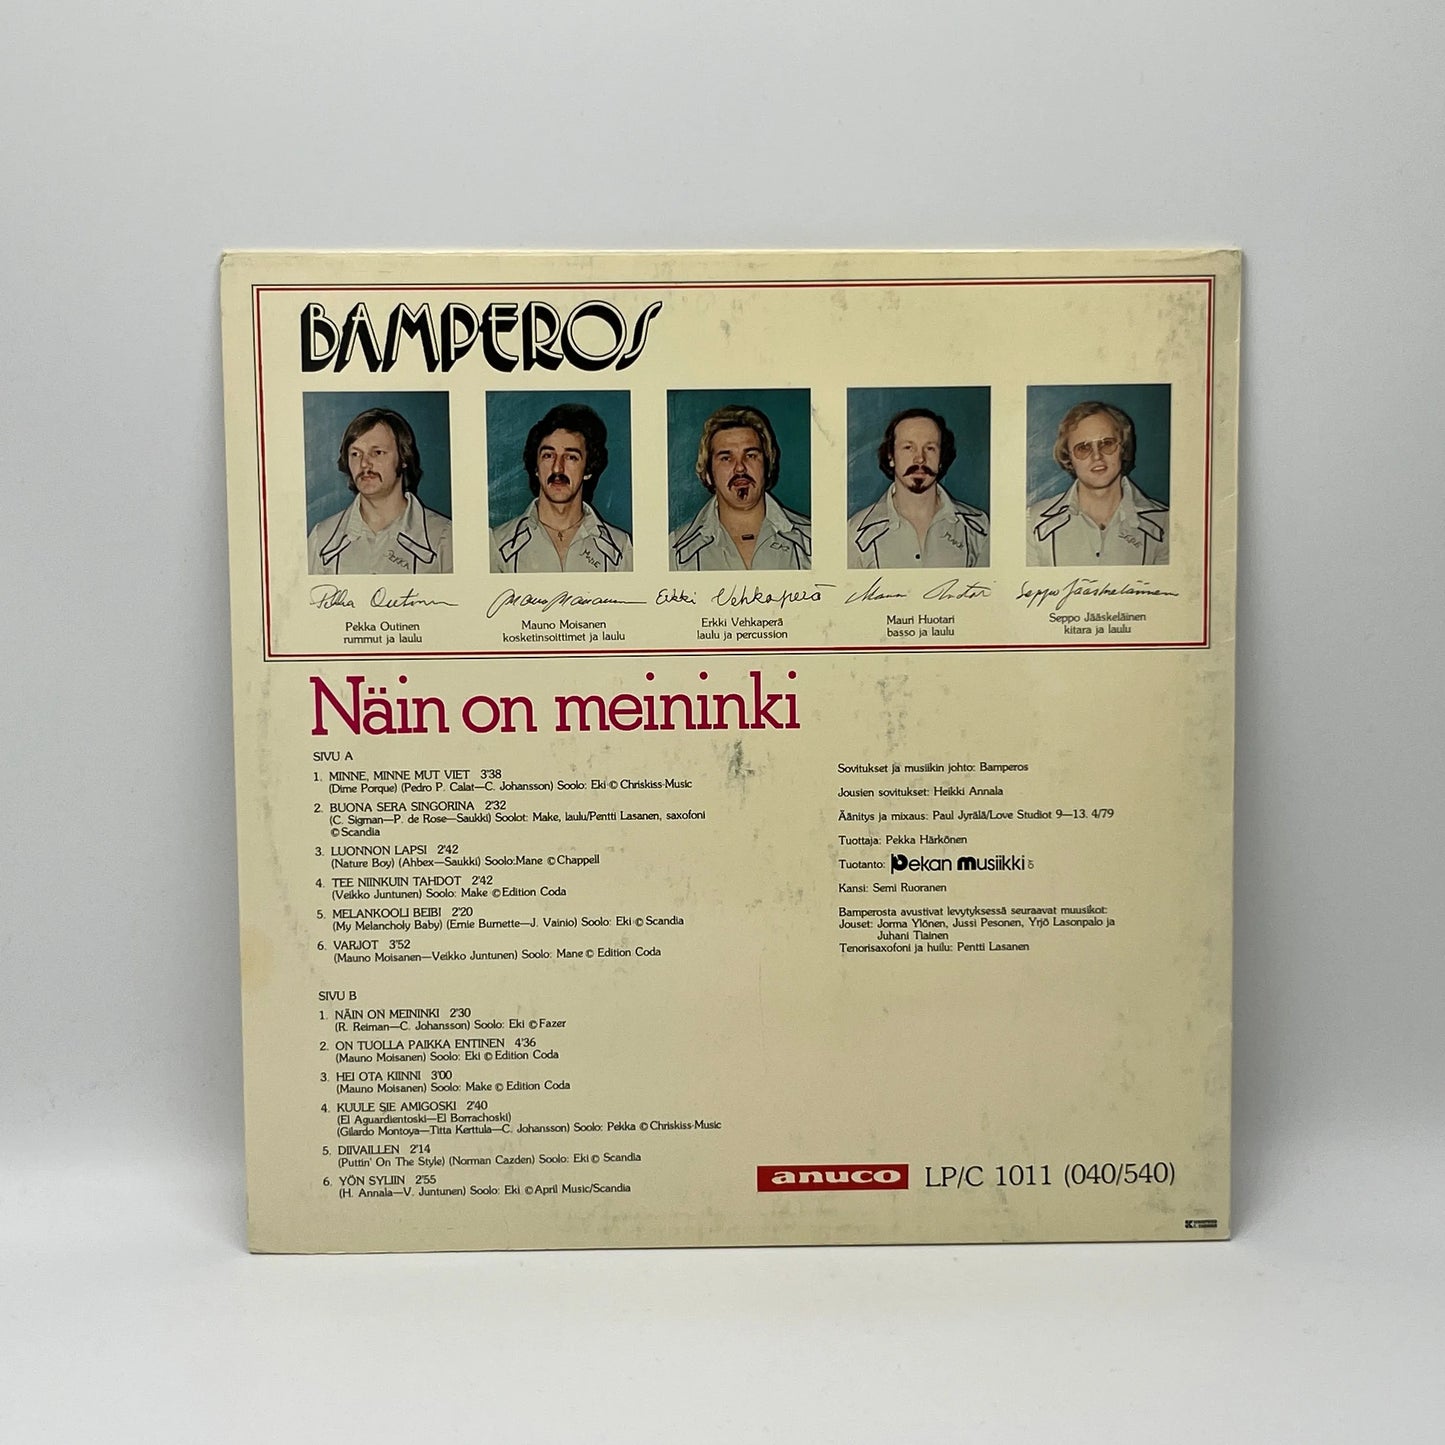 BAMPEROS
PEKKA
MANE
EKI
MAKE
SEPE
Pekka Outinen
Mauno Moisanen
Erkki Vehkaperä
Mauri Huotari
Seppo Jääskeläinen
Pekka Outinen
rummut ja laulu
Mauno Moisanen
kosketinsoittimet ja laulu
Erkki Vehkaperä
laulu ja percussion
Mauri Huotari
basso ja laulu
Seppo Jääskeläinen
kitara ja laulu
Näin on meininki
SIVU A
1. MINNE, MINNE MUT VIET 3'38
(Dime Porque) (Pedro P. Calat—C. Johansson) Soolo: Eki © Chriskiss-Music
2. BUONA SERA SINGORINA 2'32
(C. Sigman—P. de Rose—Saukki) Soolot: Make, laulu/Pentti Lasanen, saxofoni
© Scandia
3. LUONNON LAPSI 2'42
(Nature Boy) (Ahbex—Saukki) Soolo:Mane © Chappell
4. TEE NIINKUIN TAHDOT 2'42
(Veikko Juntunen) Soolo: Make © Edition Coda
5. MELANKOOLI BEIBI 2'20
(My Melancholy Baby) (Ernie Burnette—J. Vainio) Soolo: Eki © Scandia
6. VARJOT 3'52
(Mauno Moisanen—Veikko Juntunen) Soolo: Mane © Edition Coda
SIVU B
1. NÄIN ON MEININKI 2'30
(R. Reiman—C. Johansson) Soolo: Eki © Fazer
2. ON TUOLLA PAIKKA ENTINEN 4'36
(Mauno Moisanen) Soolo: Eki © Edition Coda
3. HEI OTA KIINNI 3'00
(Mauno Moisanen) Soolo: Make © Edition Coda
4. KUULE SIE AMIGOSKI 2'40
(El Aguardientoski—El Borrachoski)
(Gilardo Montoya—Titta Kerttula—C. Johansson) Soolo: Pekka © Chriskiss-Music
5. DIIVAILLEN 2'14
(Puttin' On The Style) (Norman Cazden) Soolo: Eki © Scandia
6. YÖN SYLIIN 2'55
(H. Annala—V. Juntunen) Soolo: Eki © April Music/Scandia
Sovitukset ja musiikin johto: Bamperos
Jousien sovitukset: Heikki Annala
Äänitys ja mixaus: Paul Jyrälä/Love Studiot 9—13. 4/79
Tuottaja: Pekka Härkönen
Tuotanto: Pekan Musiikki
Kansi: Semi Ruoranen
Bamperosta avustivat levytyksessä seuraavat muusikot:
Jouset: Jorma Ylönen, Jussi Pesonen, Yrjö Lasonpalo ja
Juhani Tiainen
Tenorisaxofoni ja huilu: Pentti Lasanen
anuco LP/C 1011 (040/540)